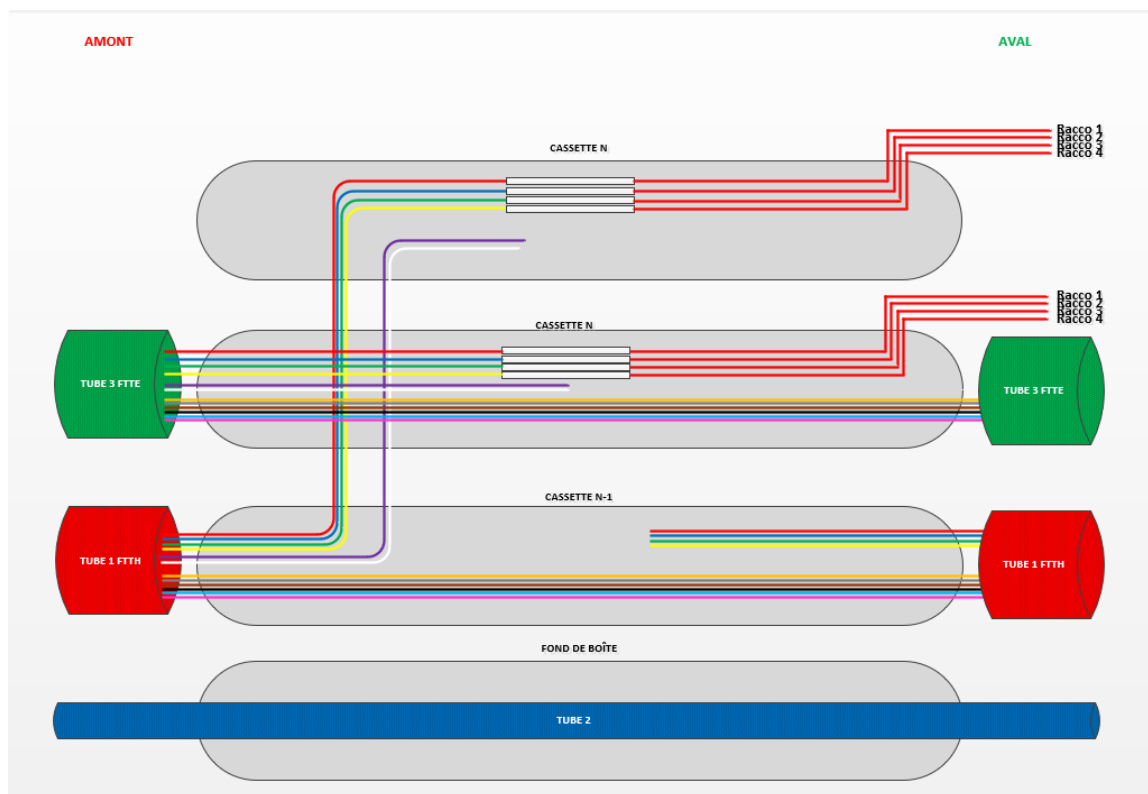 AMONT
AVAL
CASSETTE N
Racco 1
Racco 2
Racco 3
Racco 4
CASSETTE N
Racco 1
Racco 2
Racco 3
Racco 4
TUBE 3 FTTE
TUBE 3 FTTE
CASSETTE N-1
TUBE 1 FTTH
TUBE 1 FTTH
FOND DE BOÎTE
TUBE 2